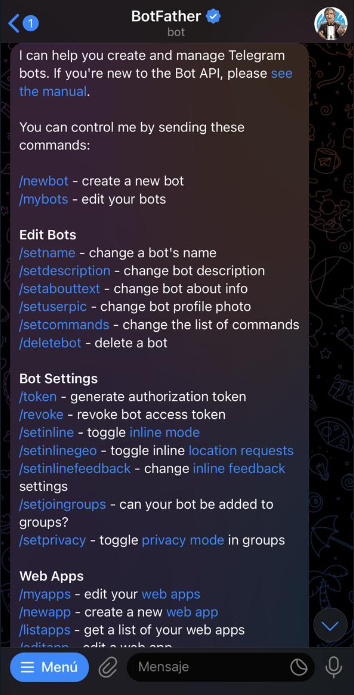 1
BotFather
bot
I can help you create and manage Telegram
bots. If you're new to the Bot API, please see
the manual.
You can control me by sending these
commands:
/newbot - create a new bot
/mybots - edit your bots
Edit Bots
/setname - change a bot's name
/setdescription - change bot description
/setabouttext - change bot about info
/setuserpic - change bot profile photo
/setcommands - change the list of commands
/deletebot - delete a bot
Bot Settings
/token - generate authorization token
/revoke - revoke bot access token
/setinline - toggle inline mode
/setinlinegeo - toggle inline location requests
/setinlinefeedback - change inline feedback
settings
/setjoingroups - can your bot be added to
groups?
/setprivacy - toggle privacy mode in groups
Web Apps
/myapps - edit your web apps
/newapp - create a new web app
/listapps - get a list of your web apps
/editapp - edit a web app
Menú
Mensaje